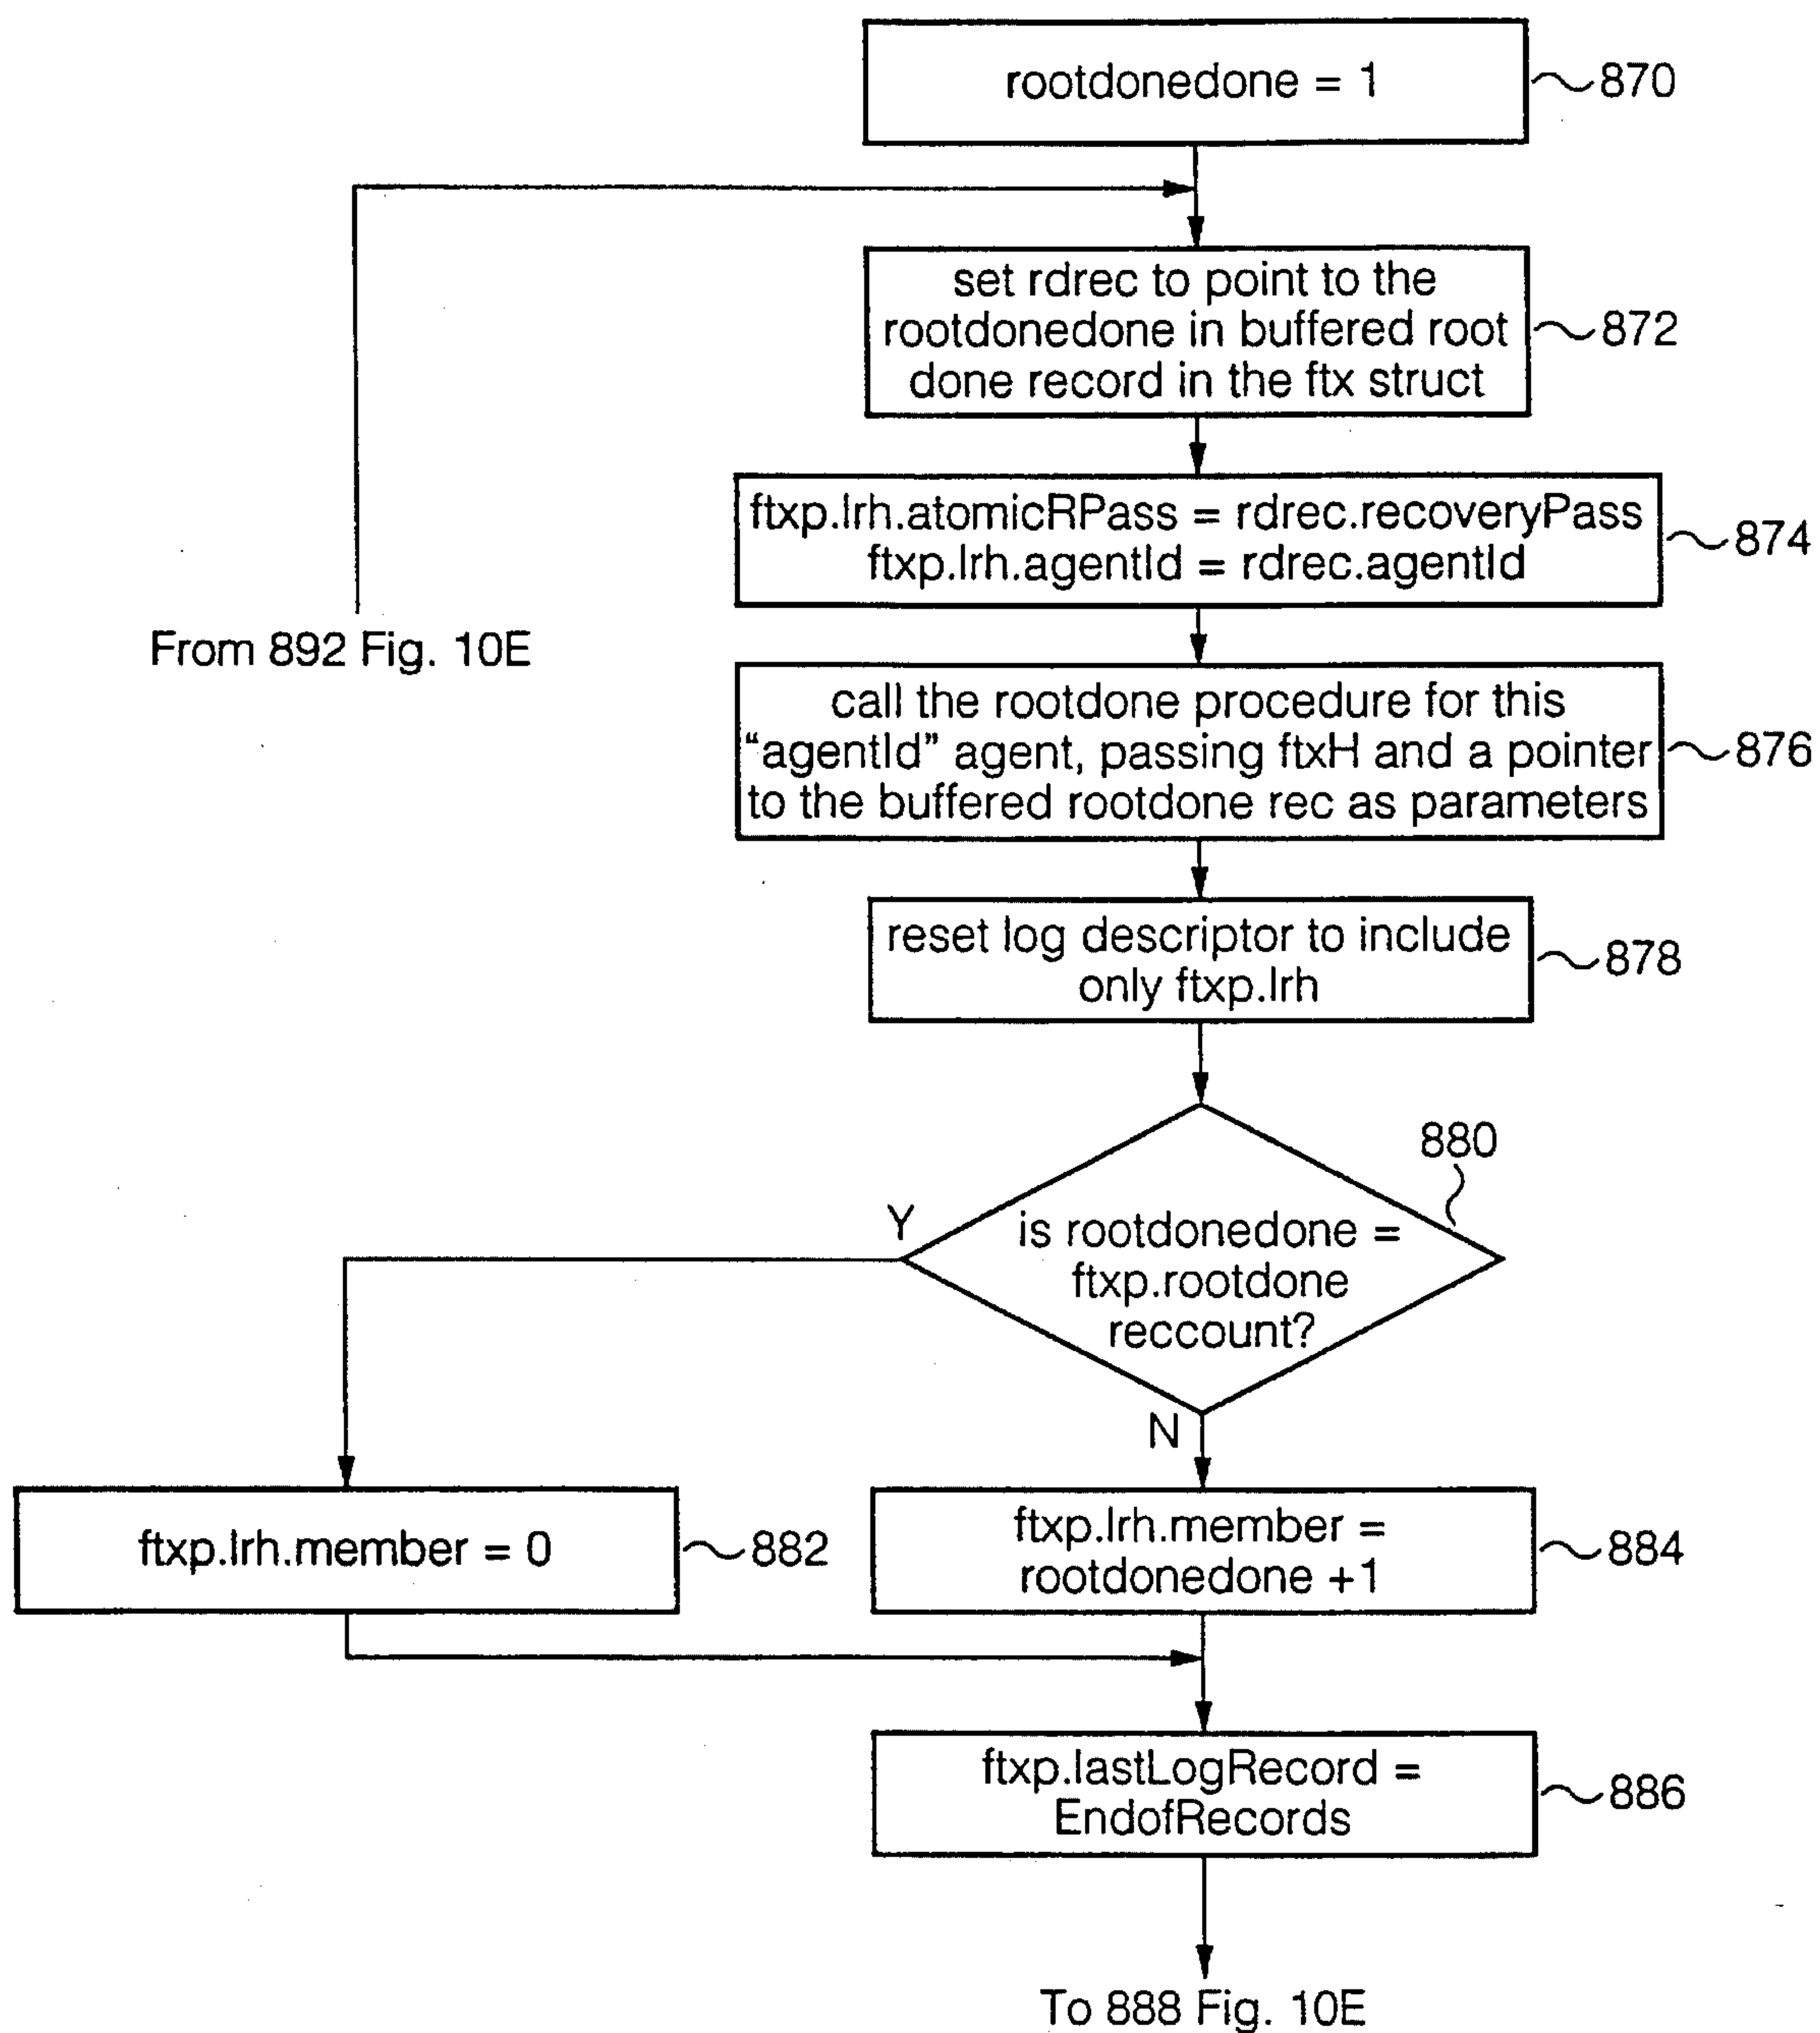 rootdonedone = 1
870
set rdrec to point to the
rootdonedone in buffered root
done record in the ftx struct
872
ftxp.lrh.atomicRPass = rdrec.recoveryPass
ftxp.lrh.agentId = rdrec.agentId
874
From 892 Fig. 10E
call the rootdone procedure for this
“agentId” agent, passing ftxH and a pointer
to the buffered rootdone rec as parameters
876
reset log descriptor to include
only ftxp.lrh
878
880
Y
is rootdonedone =
ftxp.rootdone
reccount?
N
ftxp.lrh.member = 0
882
ftxp.lrh.member =
rootdonedone +1
884
ftxp.lastLogRecord =
EndofRecords
886
To 888 Fig. 10E